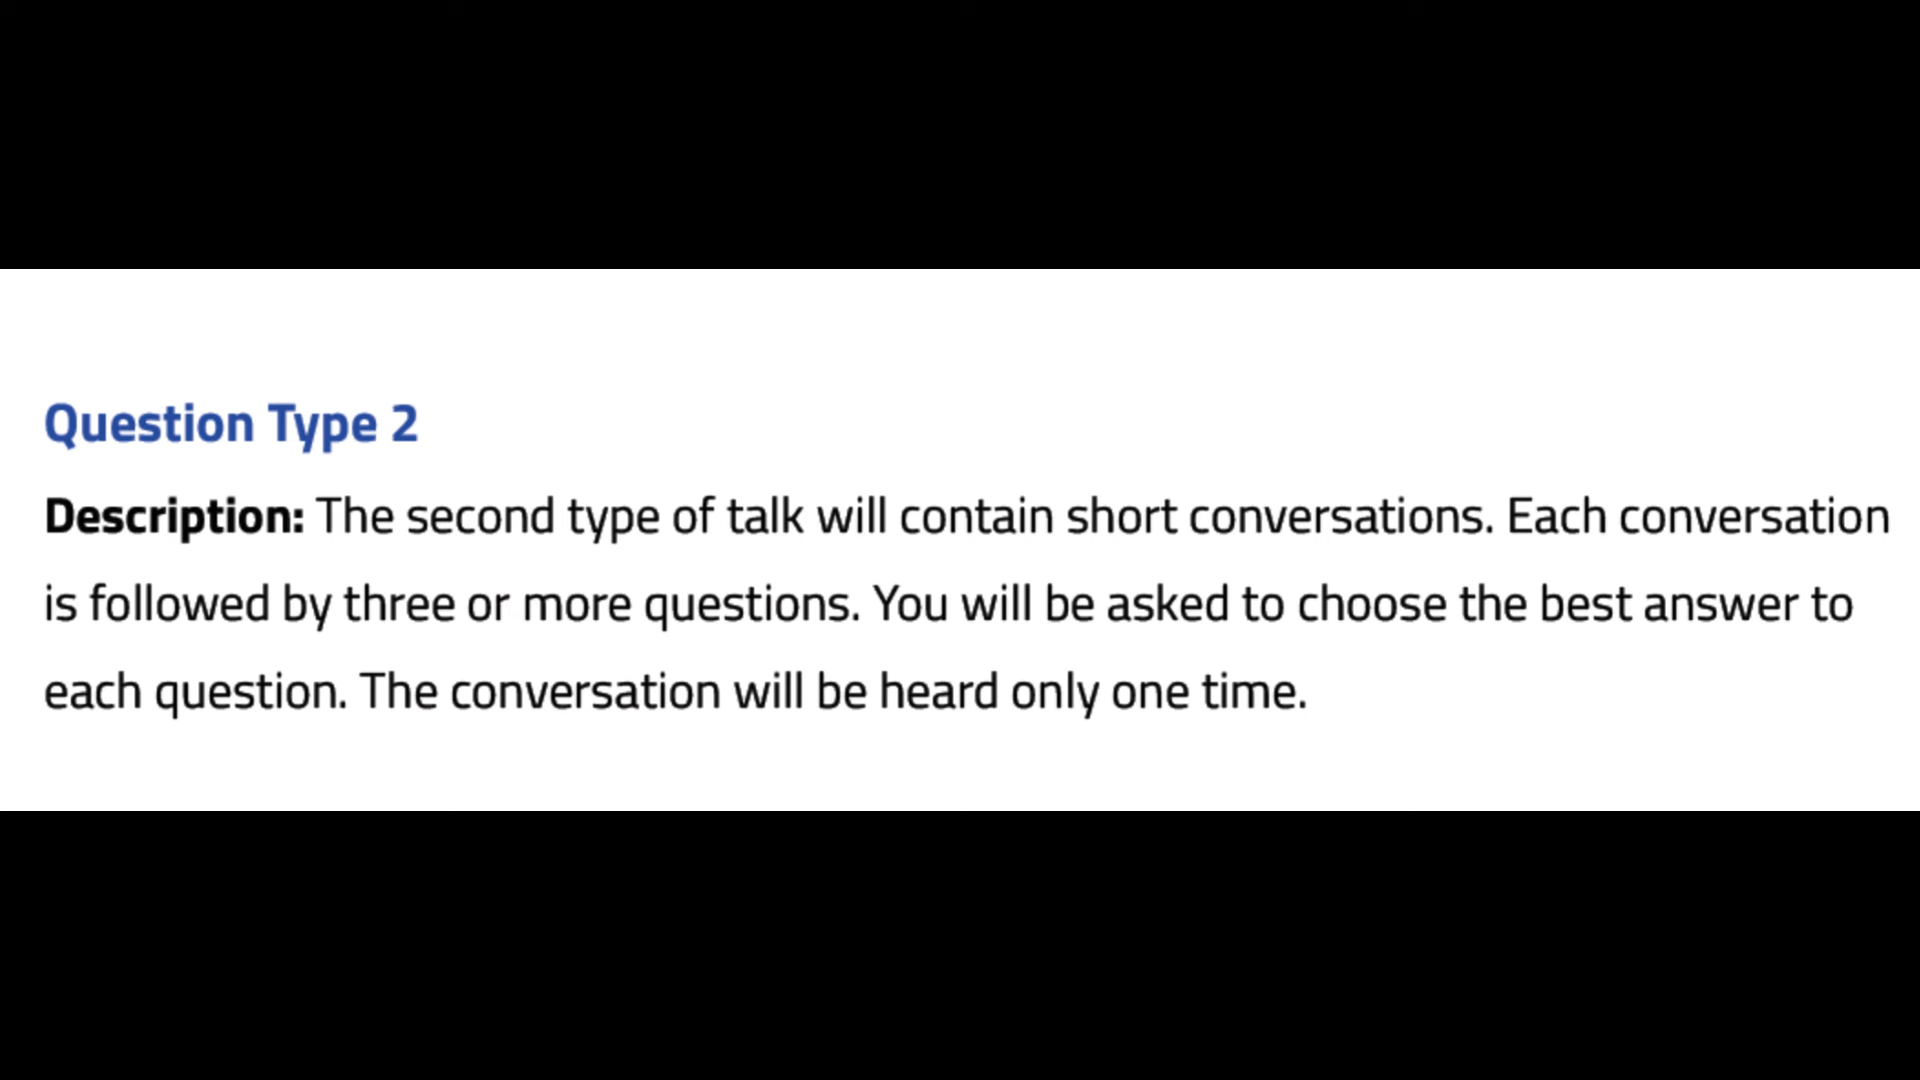 Question Type 2
Description: The second type of talk will contain short conversations. Each conversation
is followed by three or more questions. You will be asked to choose the best answer to
each question. The conversation will be heard only one time.